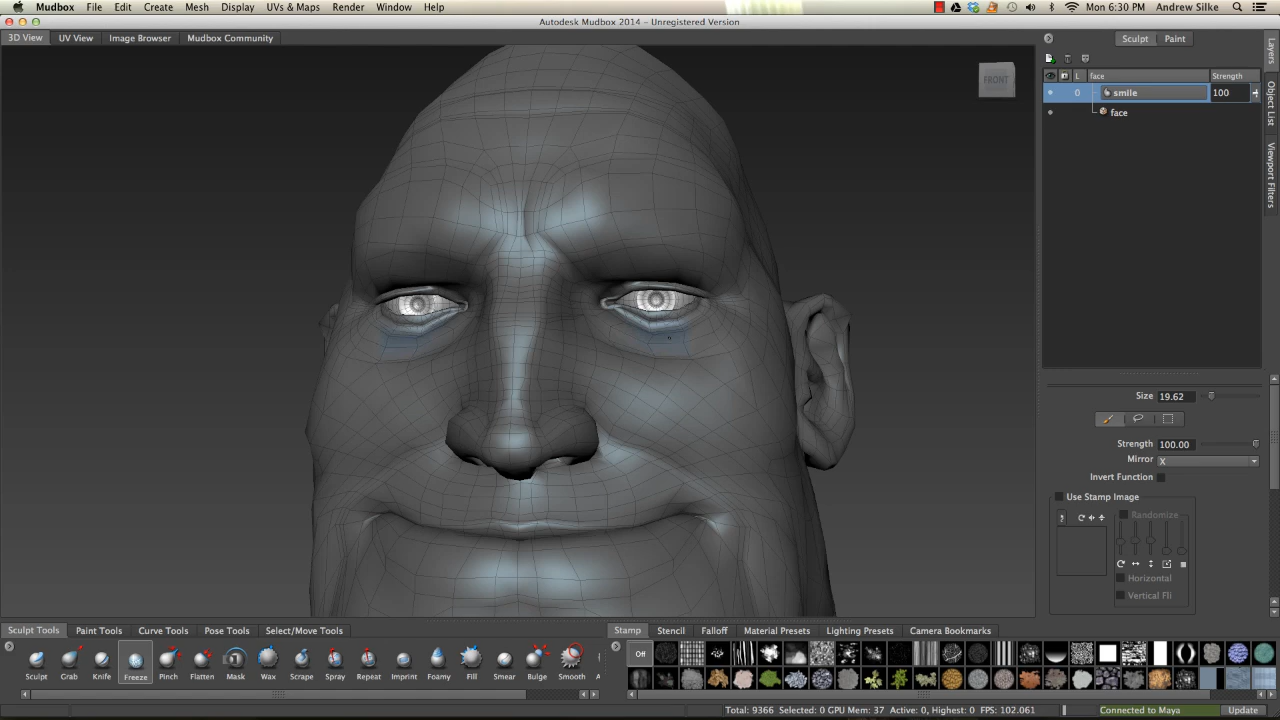 Mudbox File Edit Create Mesh Display UVs & Maps Render Window Help Mon 6:30 PM Andrew Silke
Autodesk Mudbox 2014 - Unregistered Version
3D View UV View Image Browser Mudbox Community
Sculpt Paint
Layers
Object List
Viewport Filters
L face Strength
0 smile 100
face
FRONT
Size 19.62
Strength 100.00
Mirror X
Invert Function
Use Stamp Image
Randomize
Horizontal
Vertical Fli
Sculpt Tools Paint Tools Curve Tools Pose Tools Select/Move Tools
Stamp Stencil Falloff Material Presets Lighting Presets Camera Bookmarks
Off
Sculpt Grab Knife Freeze Pinch Flatten Mask Wax Scrape Spray Repeat Imprint Foamy Fill Smear Bulge Smooth A
Total: 9366 Selected: 0 GPU Mem: 37 Active: 0, Highest: 0 FPS: 102.061
Connected to Maya Update